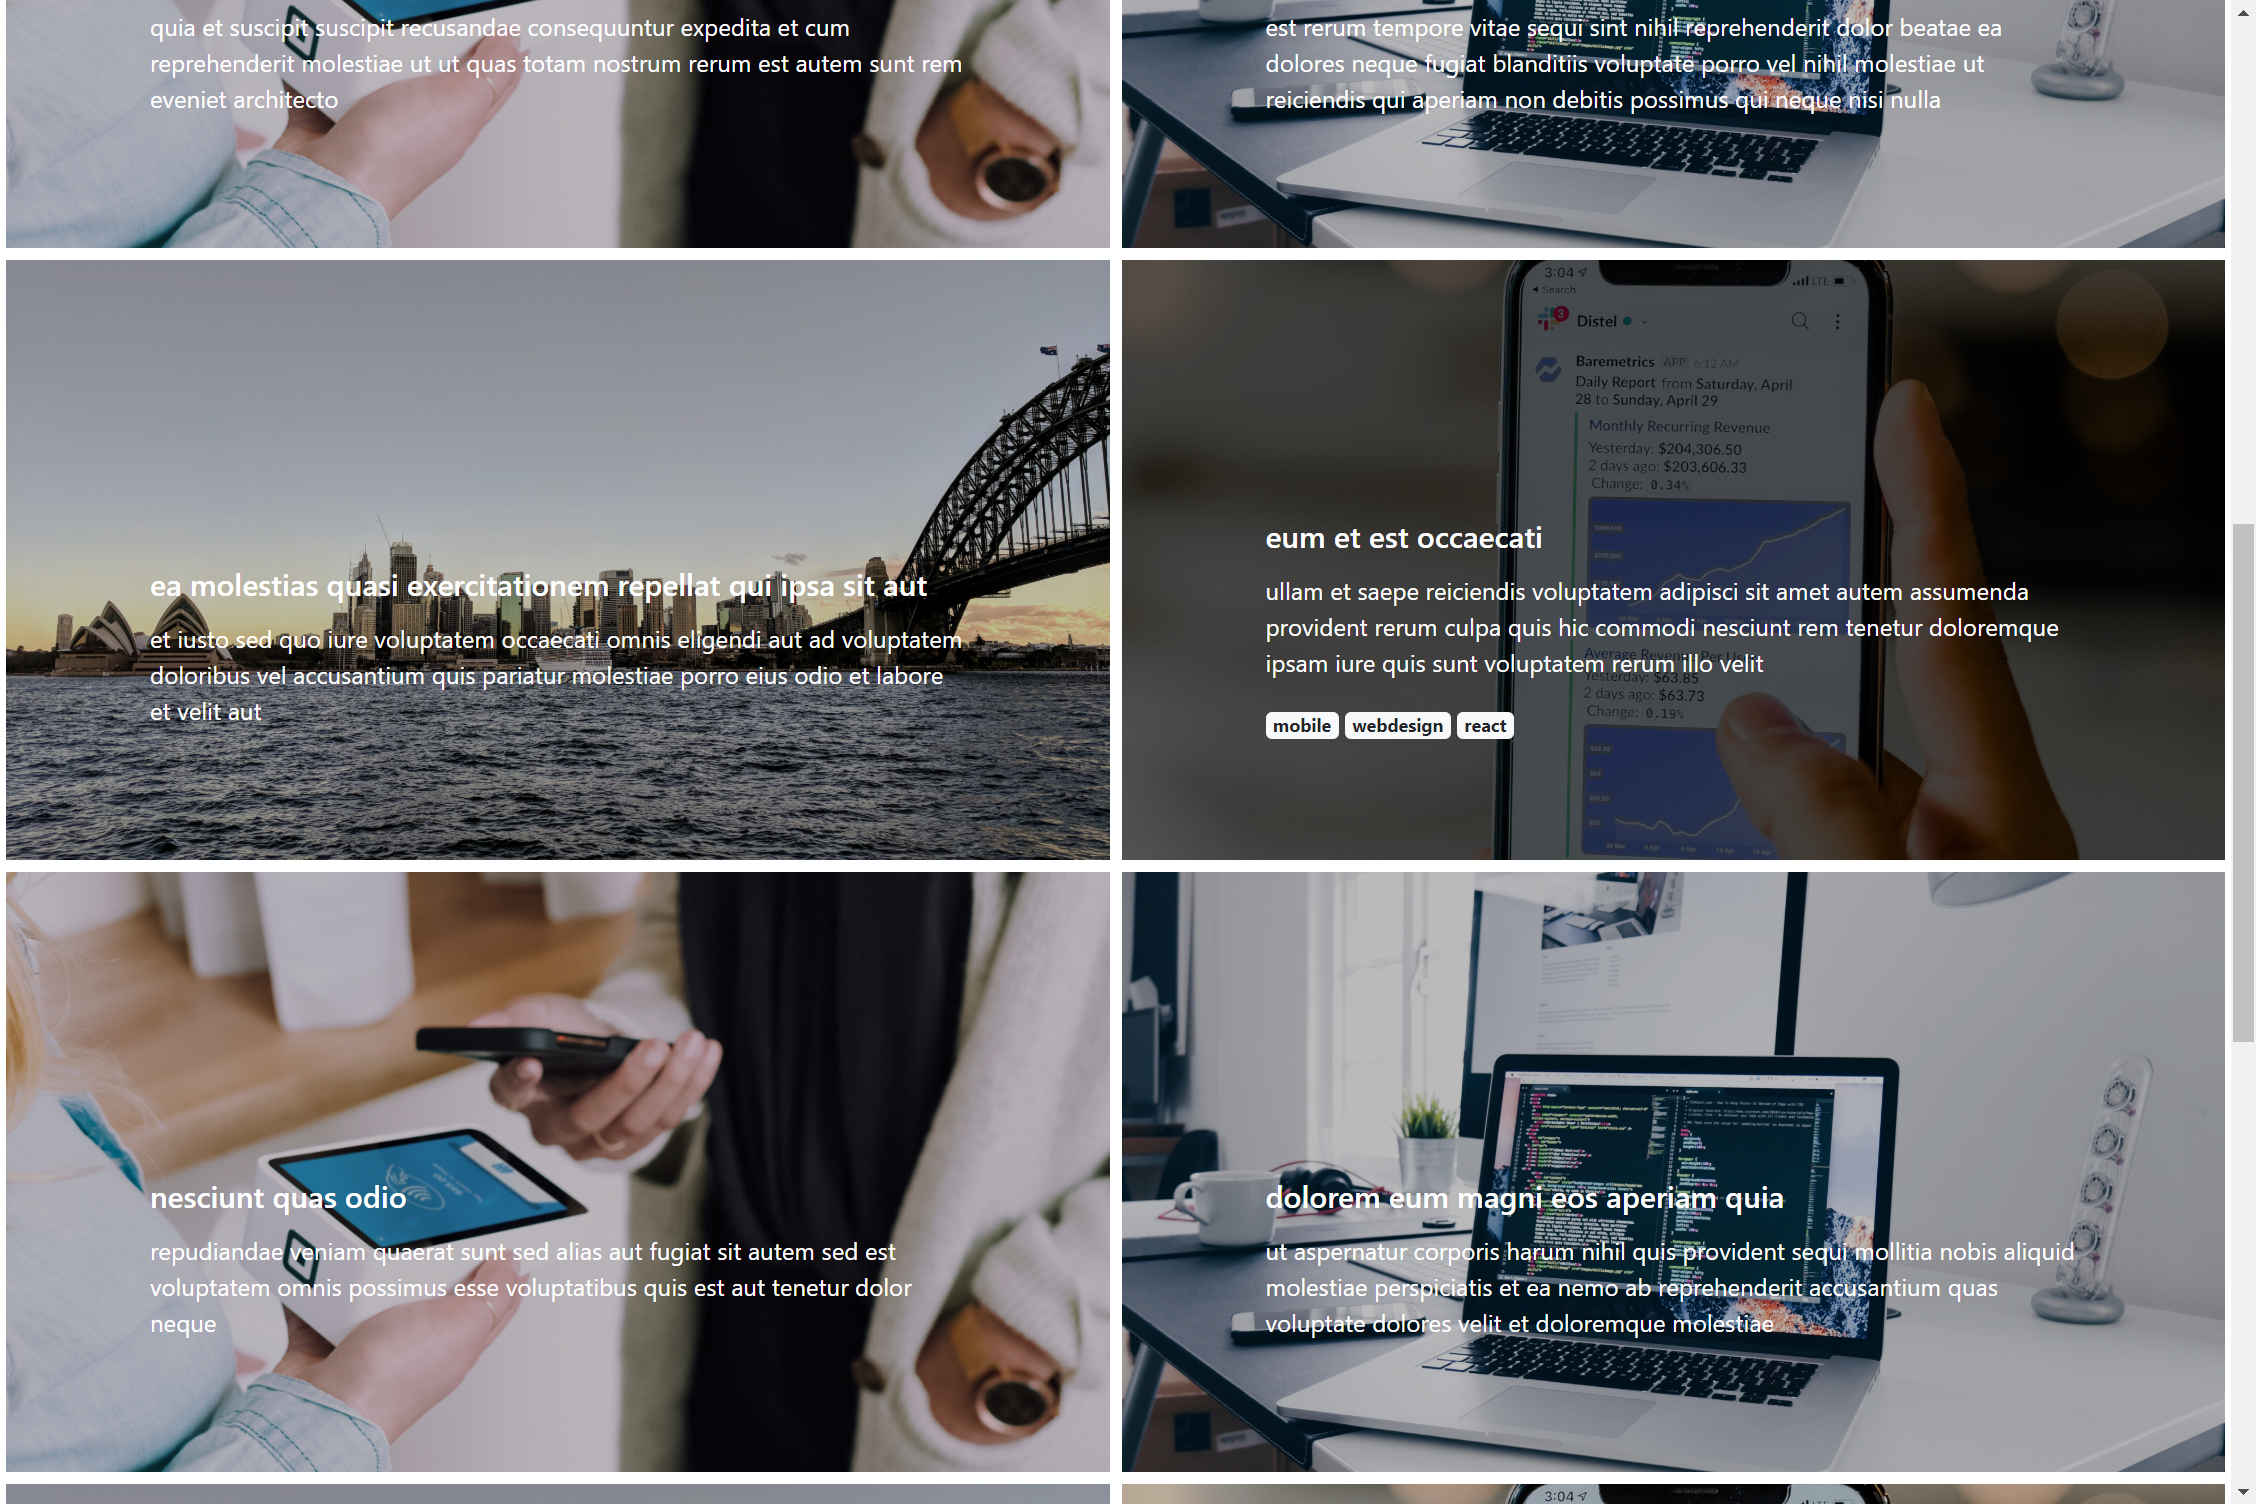 quia et suscipit suscipit recusandae consequuntur expedita et cum
reprehenderit molestiae ut ut quas totam nostrum rerum est autem sunt rem
eveniet architecto
est rerum tempore vitae sequi sint nihil reprehenderit dolor beatae ea
dolores neque fugiat blanditiis voluptate porro vel nihil molestiae ut
reiciendis qui aperiam non debitis possimus qui neque nisi nulla
ea molestias quasi exercitationem repellat qui ipsa sit aut
et iusto sed quo iure voluptatem occaecati omnis eligendi aut ad voluptatem
doloribus vel accusantium quis pariatur molestiae porro eius odio et labore
et velit aut
3:04
LTE
Search
3
Distel
Baremetrics APP 6:12 AM
Daily Report from Saturday, April
28 to Sunday, April 29
Monthly Recurring Revenue
Yesterday: $204,306.50
2 days ago: $203,606.33
Change: 0.34%
eum et est occaecati
ullam et saepe reiciendis voluptatem adipisci sit amet autem assumenda
provident rerum culpa quis hic commodi nesciunt rem tenetur doloremque
ipsam iure quis sunt voluptatem rerum illo velit
Average Revenue Per User
Yesterday: $63.85
2 days ago: $63.73
Change: 0.19%
mobile webdesign react
nesciunt quas odio
repudiandae veniam quaerat sunt sed alias aut fugiat sit autem sed est
voluptatem omnis possimus esse voluptatibus quis est aut tenetur dolor
neque
dolorem eum magni eos aperiam quia
ut aspernatur corporis harum nihil quis provident sequi mollitia nobis aliquid
molestiae perspiciatis et ea nemo ab reprehenderit accusantium quas
voluptate dolores velit et doloremque molestiae
3:04